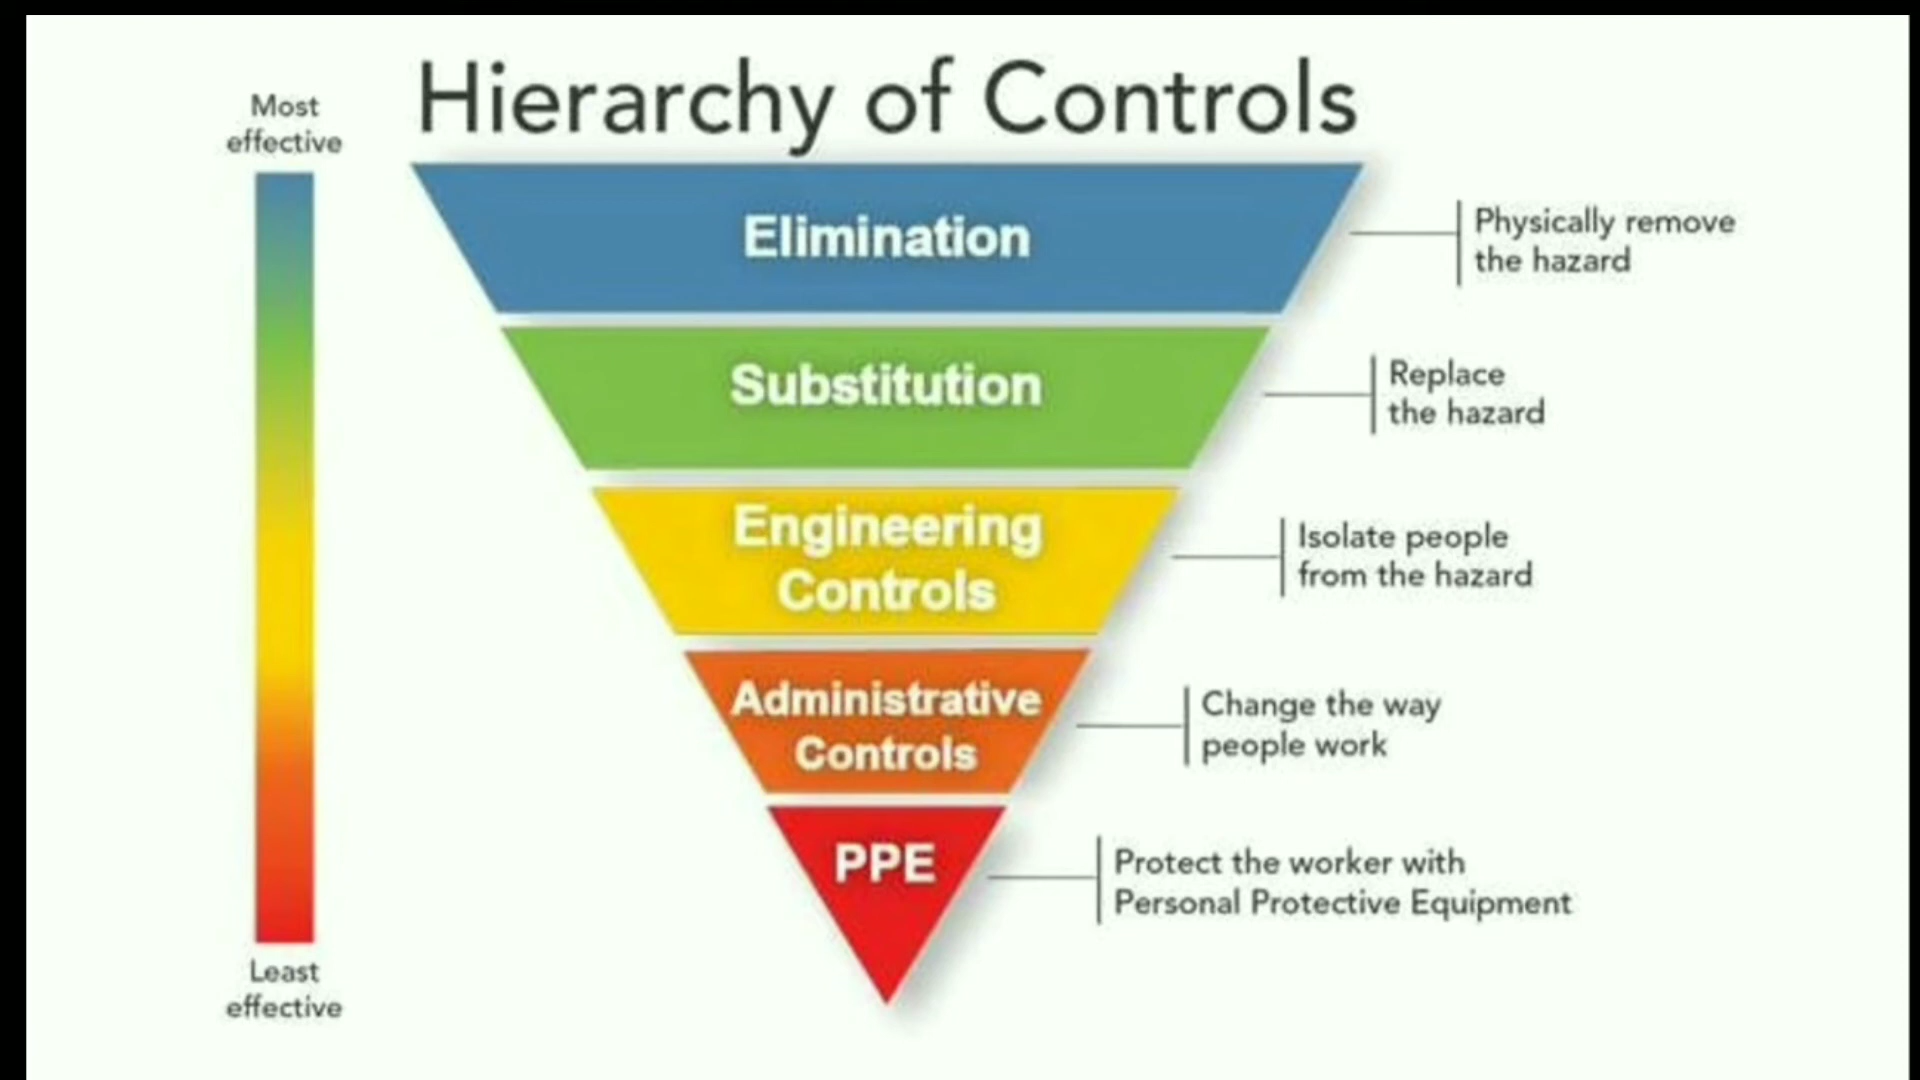 Hierarchy of Controls
Most
effective
Elimination
Physically remove
the hazard
Substitution
Replace
the hazard
Engineering
Controls
Isolate people
from the hazard
Administrative
Controls
Change the way
people work
PPE
Protect the worker with
Personal Protective Equipment
Least
effective